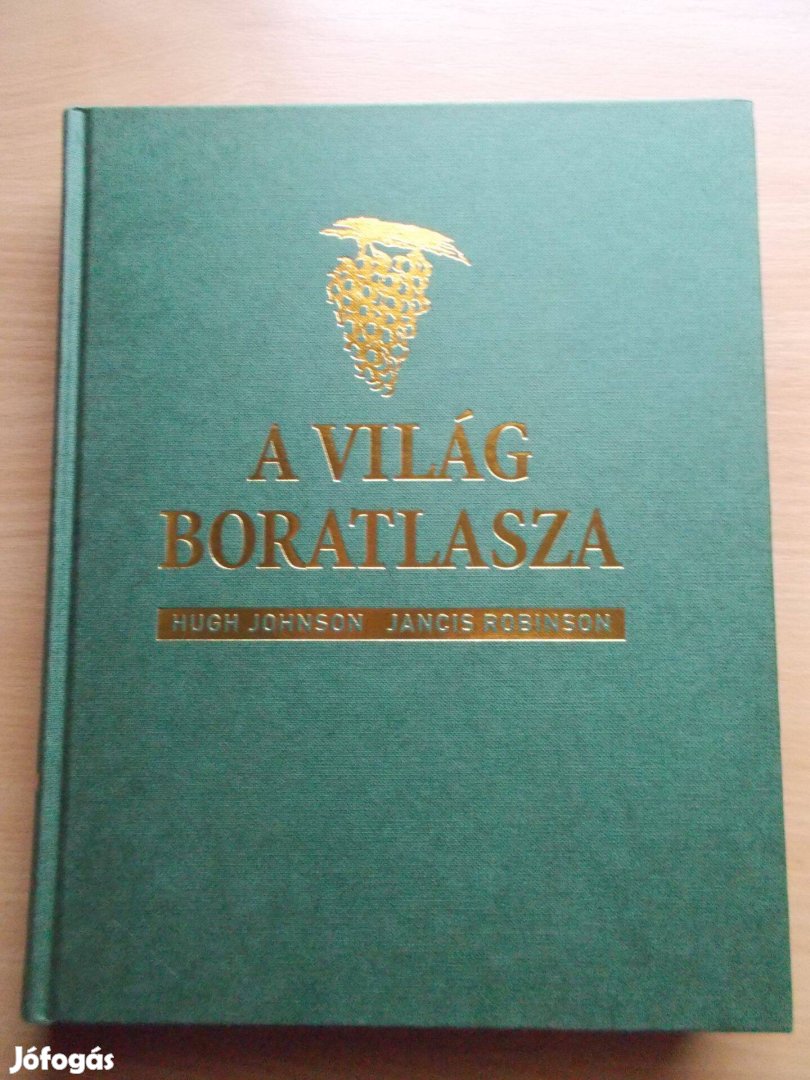 A VILÁG
BORATLASZA
HUGH JOHNSON JANCIS ROBINSON
Jófogás